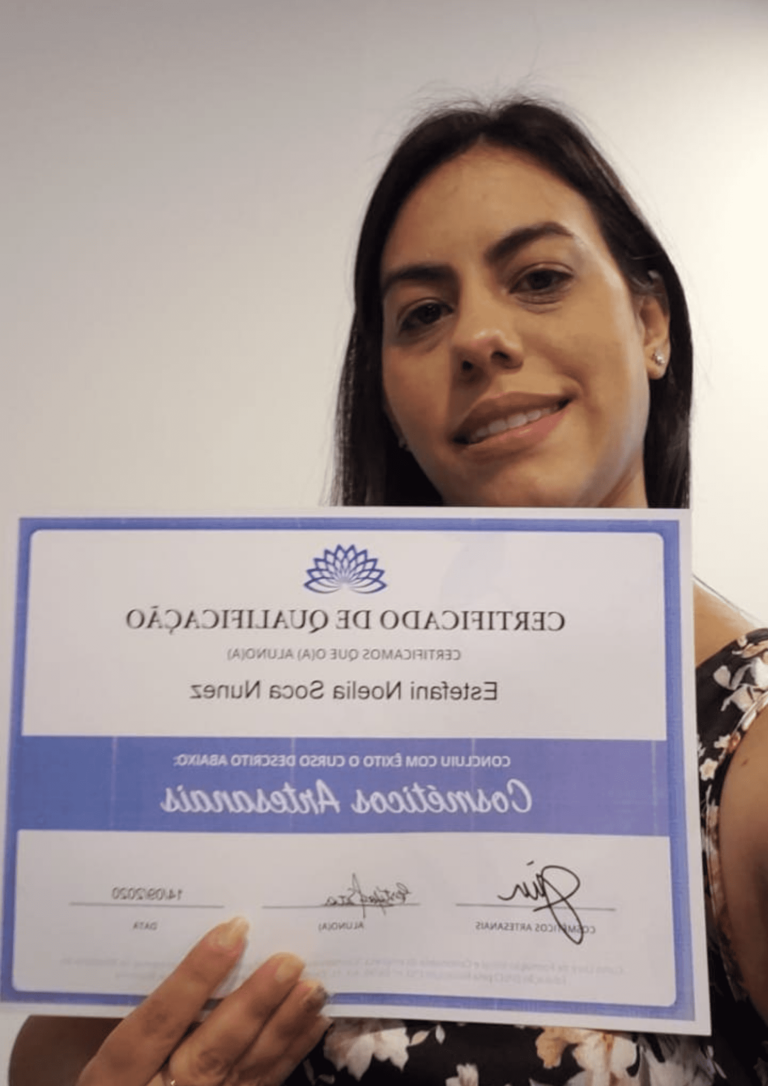 CERTIFICADO DE QUALIFICAÇÃO
CERTIFICAMOS QUE O(A) ALUNO(A)
Estefani Noelia Soca Nunez
CONCLUIU COM ÊXITO O CURSO DESCRITO ABAIXO:
Cosméticos Artesanais
14/09/2020
COSMÉTICOS ARTESANAIS
ALUNO(A)
DATA